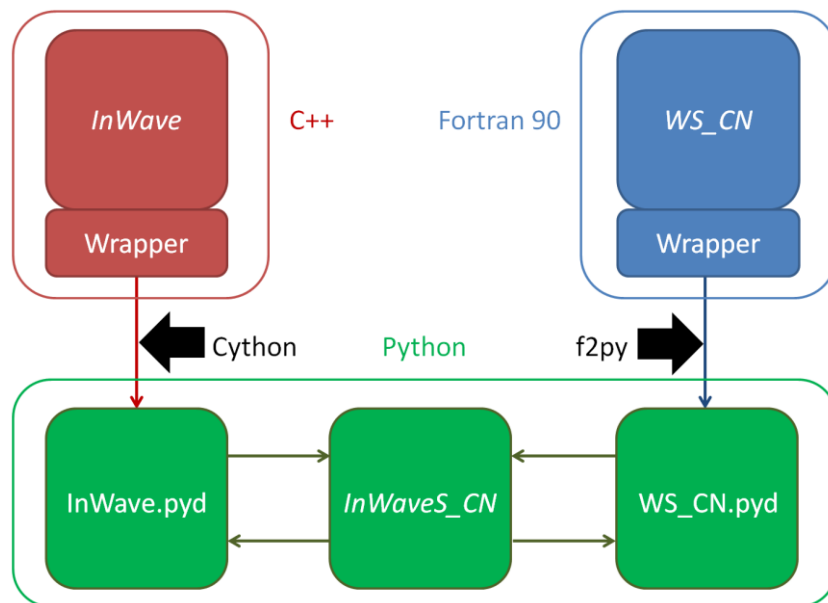 InWave
C++
Fortran 90
WS_CN
Wrapper
Wrapper
Cython
Python
f2py
InWave.pyd
InWaveS_CN
WS_CN.pyd